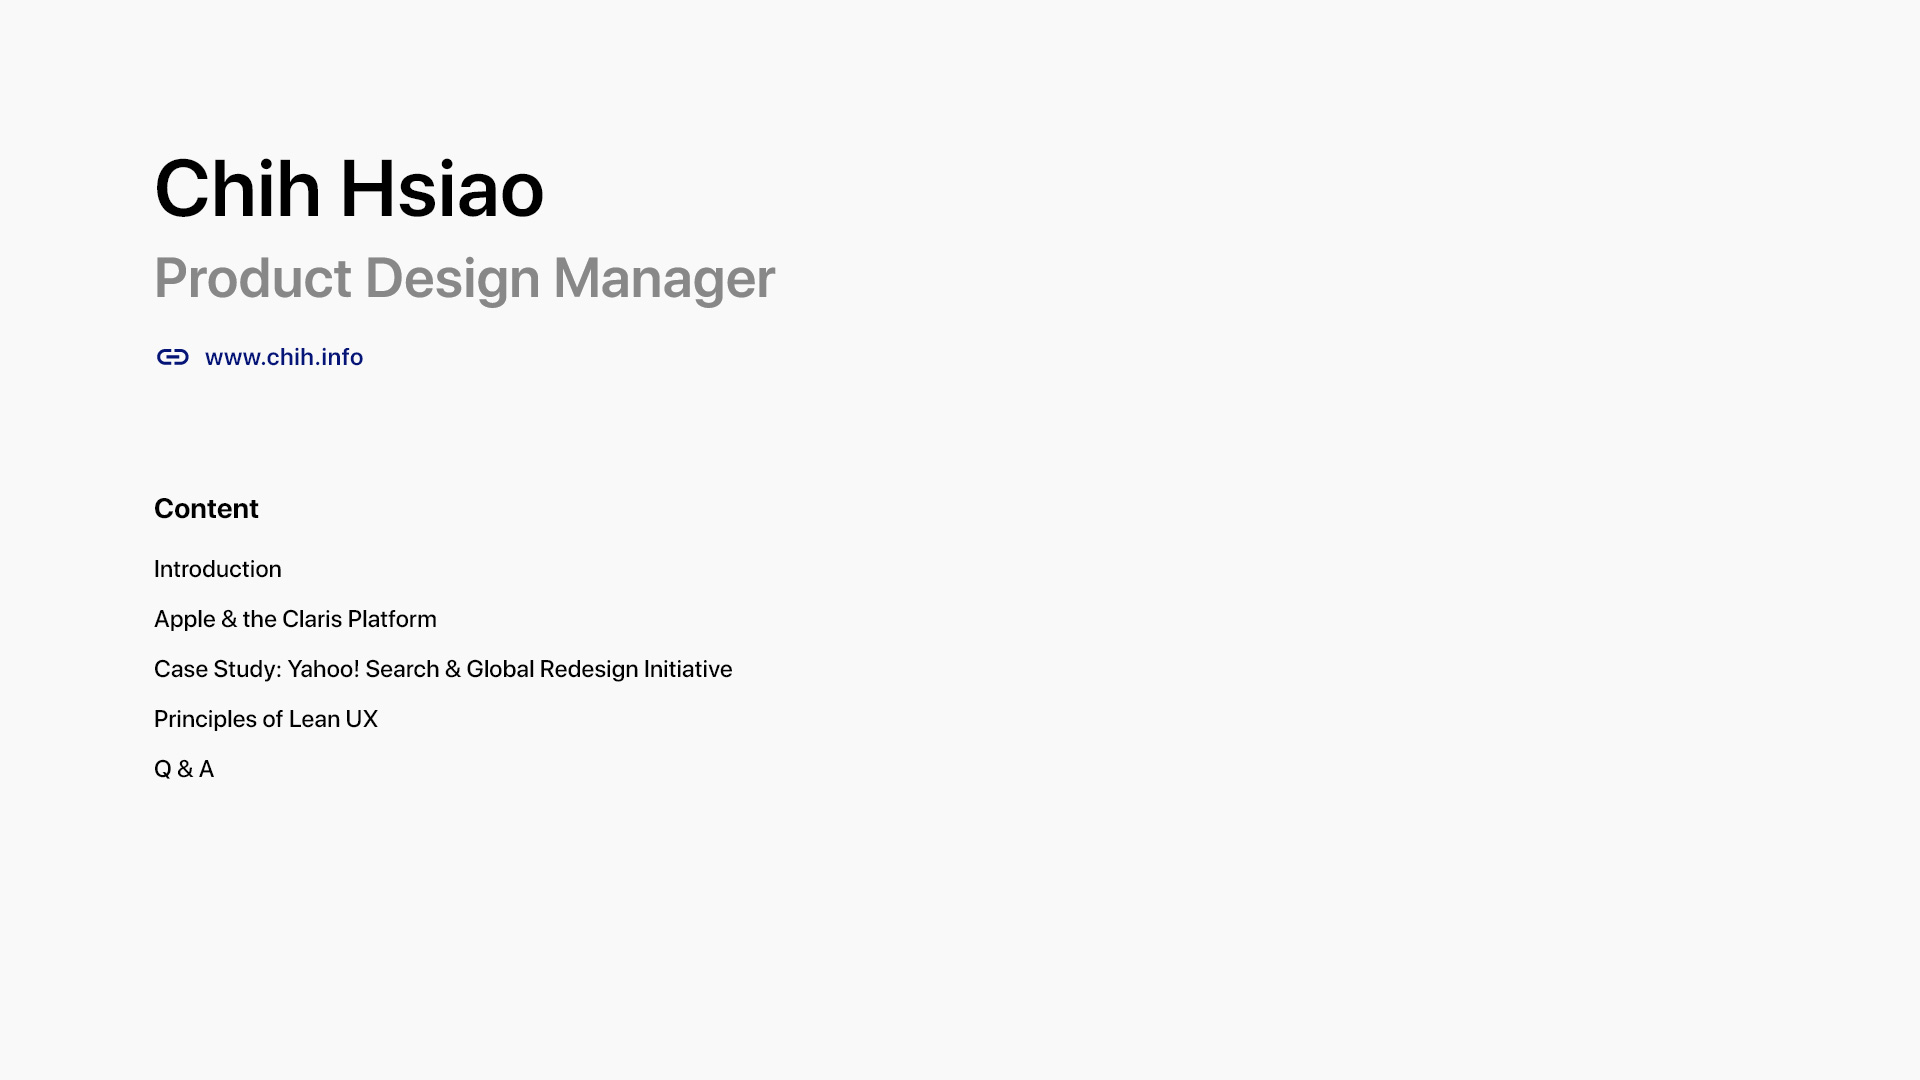 Chih Hsiao
Product Design Manager
www.chih.info
Content
Introduction
Apple & the Claris Platform
Case Study: Yahoo! Search & Global Redesign Initiative
Principles of Lean UX
Q & A